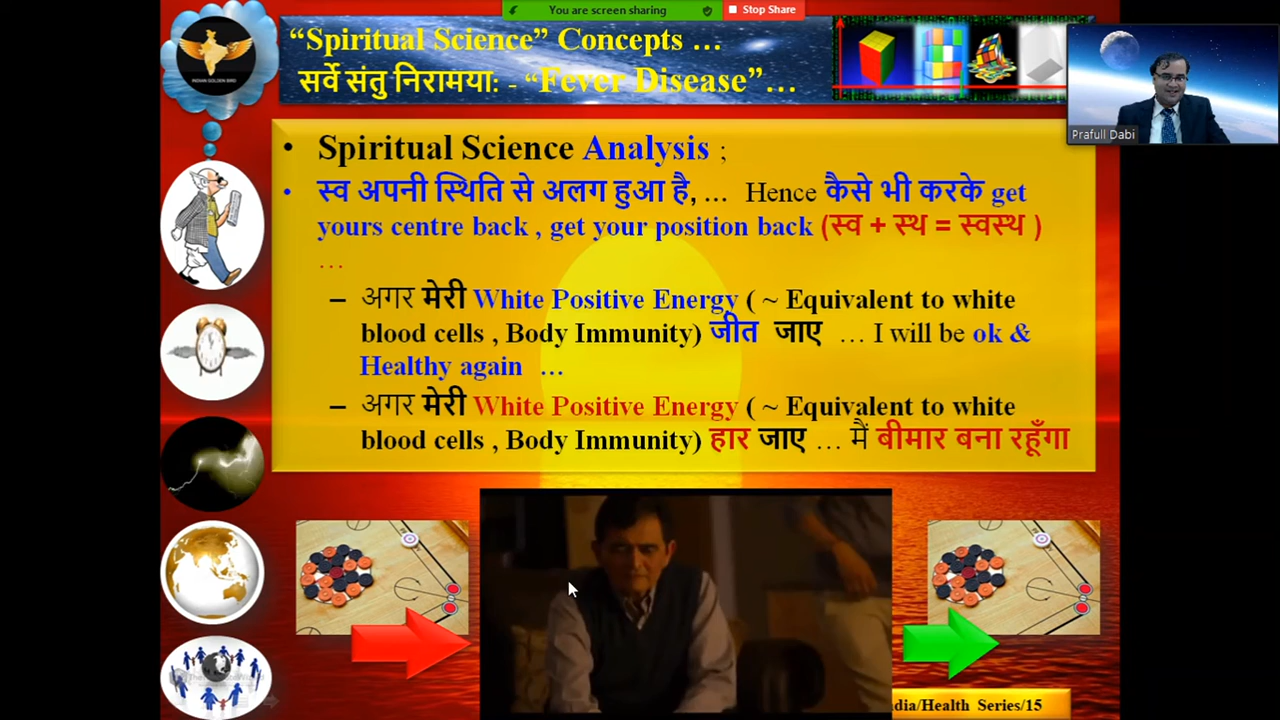 You are screen sharing
Stop Share
“Spiritual Science” Concepts …
सर्वे संतु निरामया: - “Fever Disease”…
INDIAN GOLDEN BIRD
Prafull Dabi
• Spiritual Science Analysis ;
• स्व अपनी स्थिति से अलग हुआ है, … Hence कैसे भी करके get
yours centre back , get your position back (स्व + स्थ = स्वस्थ )
…
– अगर मेरी White Positive Energy ( ~ Equivalent to white
blood cells , Body Immunity) जीत जाए … I will be ok &
Healthy again …
– अगर मेरी White Positive Energy ( ~ Equivalent to white
blood cells , Body Immunity) हार जाए … मैं बीमार बना रहूँगा
dia/Health Series/15